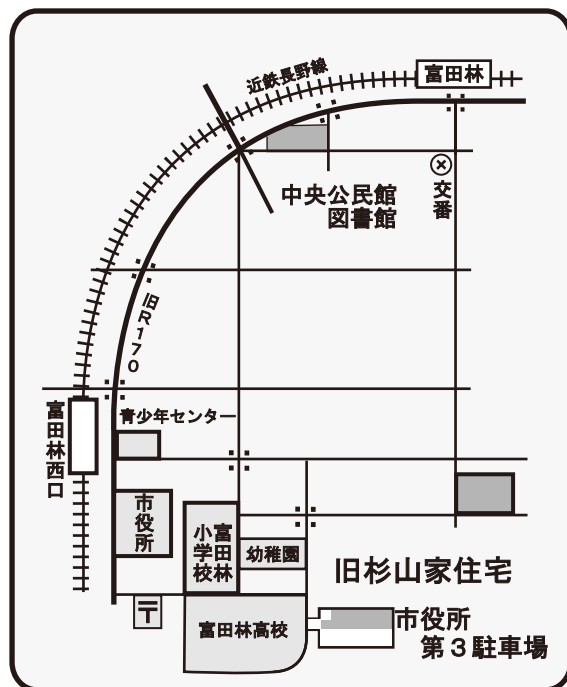 近鉄長野線
富田林
交番
中央公民館
図書館
旧R170
富田林西口
青少年センター
市役所
富田林
小学校
幼稚園
旧杉山家住宅
〒
富田林高校
市役所
第3駐車場